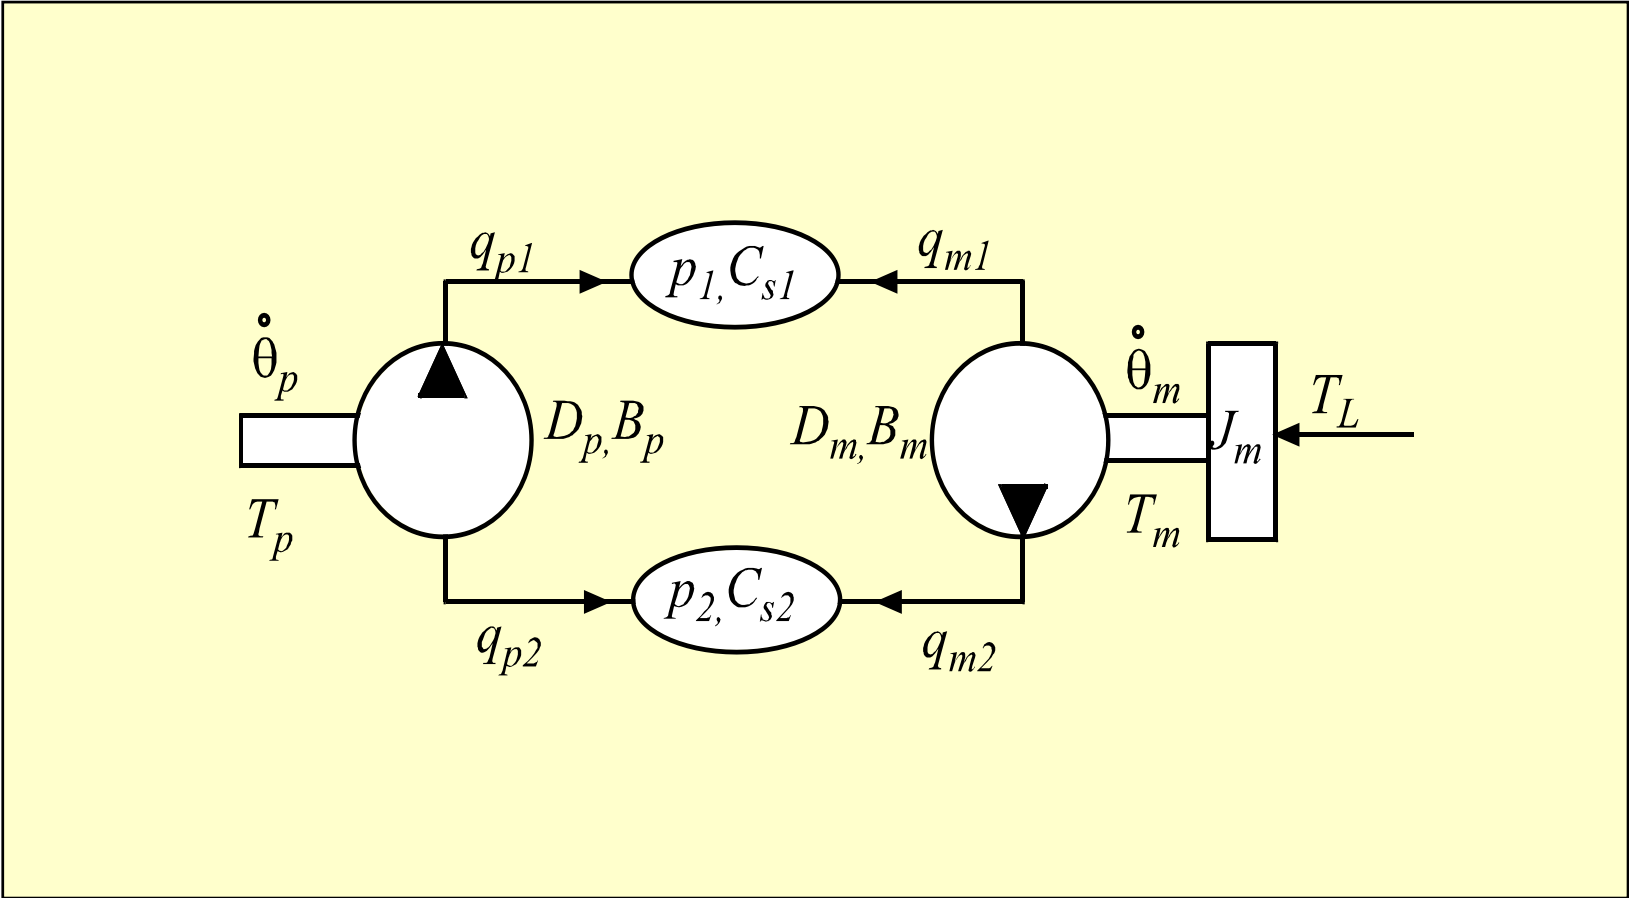 q_p1
p_1, C_s1
q_m1
θ̇_p
θ̇_m
T_L
D_p, B_p
D_m, B_m
J_m
T_p
T_m
p_2, C_s2
q_p2
q_m2